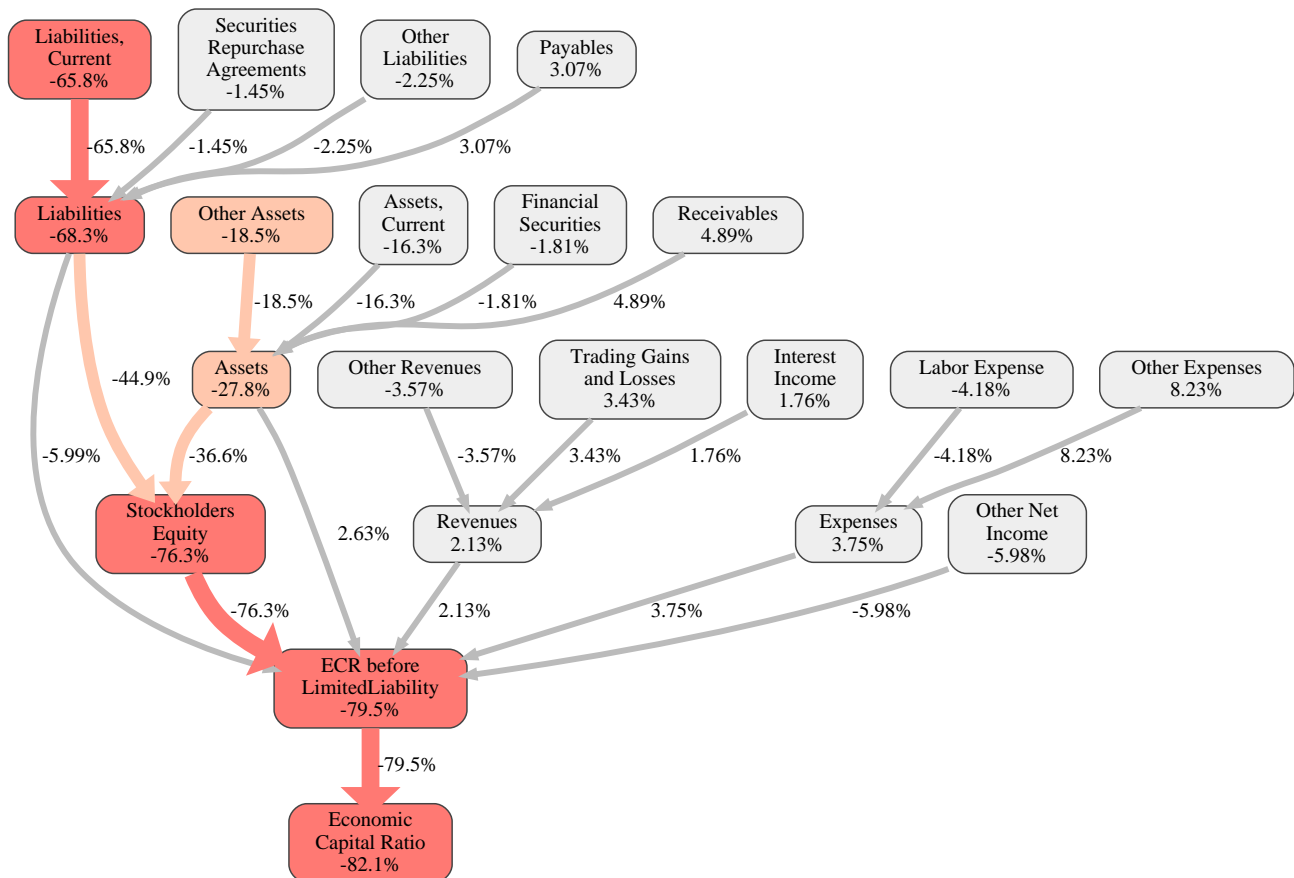 Liabilities,
Current
-65.8%
Securities
Repurchase
Agreements
-1.45%
Other
Liabilities
-2.25%
Payables
3.07%
-65.8%
-1.45%
-2.25%
3.07%
Liabilities
-68.3%
Other Assets
-18.5%
Assets,
Current
-16.3%
Financial
Securities
-1.81%
Receivables
4.89%
-18.5%
-16.3%
-1.81%
4.89%
Assets
-27.8%
Other Revenues
-3.57%
Trading Gains
and Losses
3.43%
Interest
Income
1.76%
Labor Expense
-4.18%
Other Expenses
8.23%
-44.9%
-5.99%
-36.6%
-3.57%
3.43%
1.76%
-4.18%
8.23%
Stockholders
Equity
-76.3%
2.63%
Revenues
2.13%
Expenses
3.75%
Other Net
Income
-5.98%
-76.3%
2.13%
3.75%
-5.98%
ECR before
LimitedLiability
-79.5%
-79.5%
Economic
Capital Ratio
-82.1%